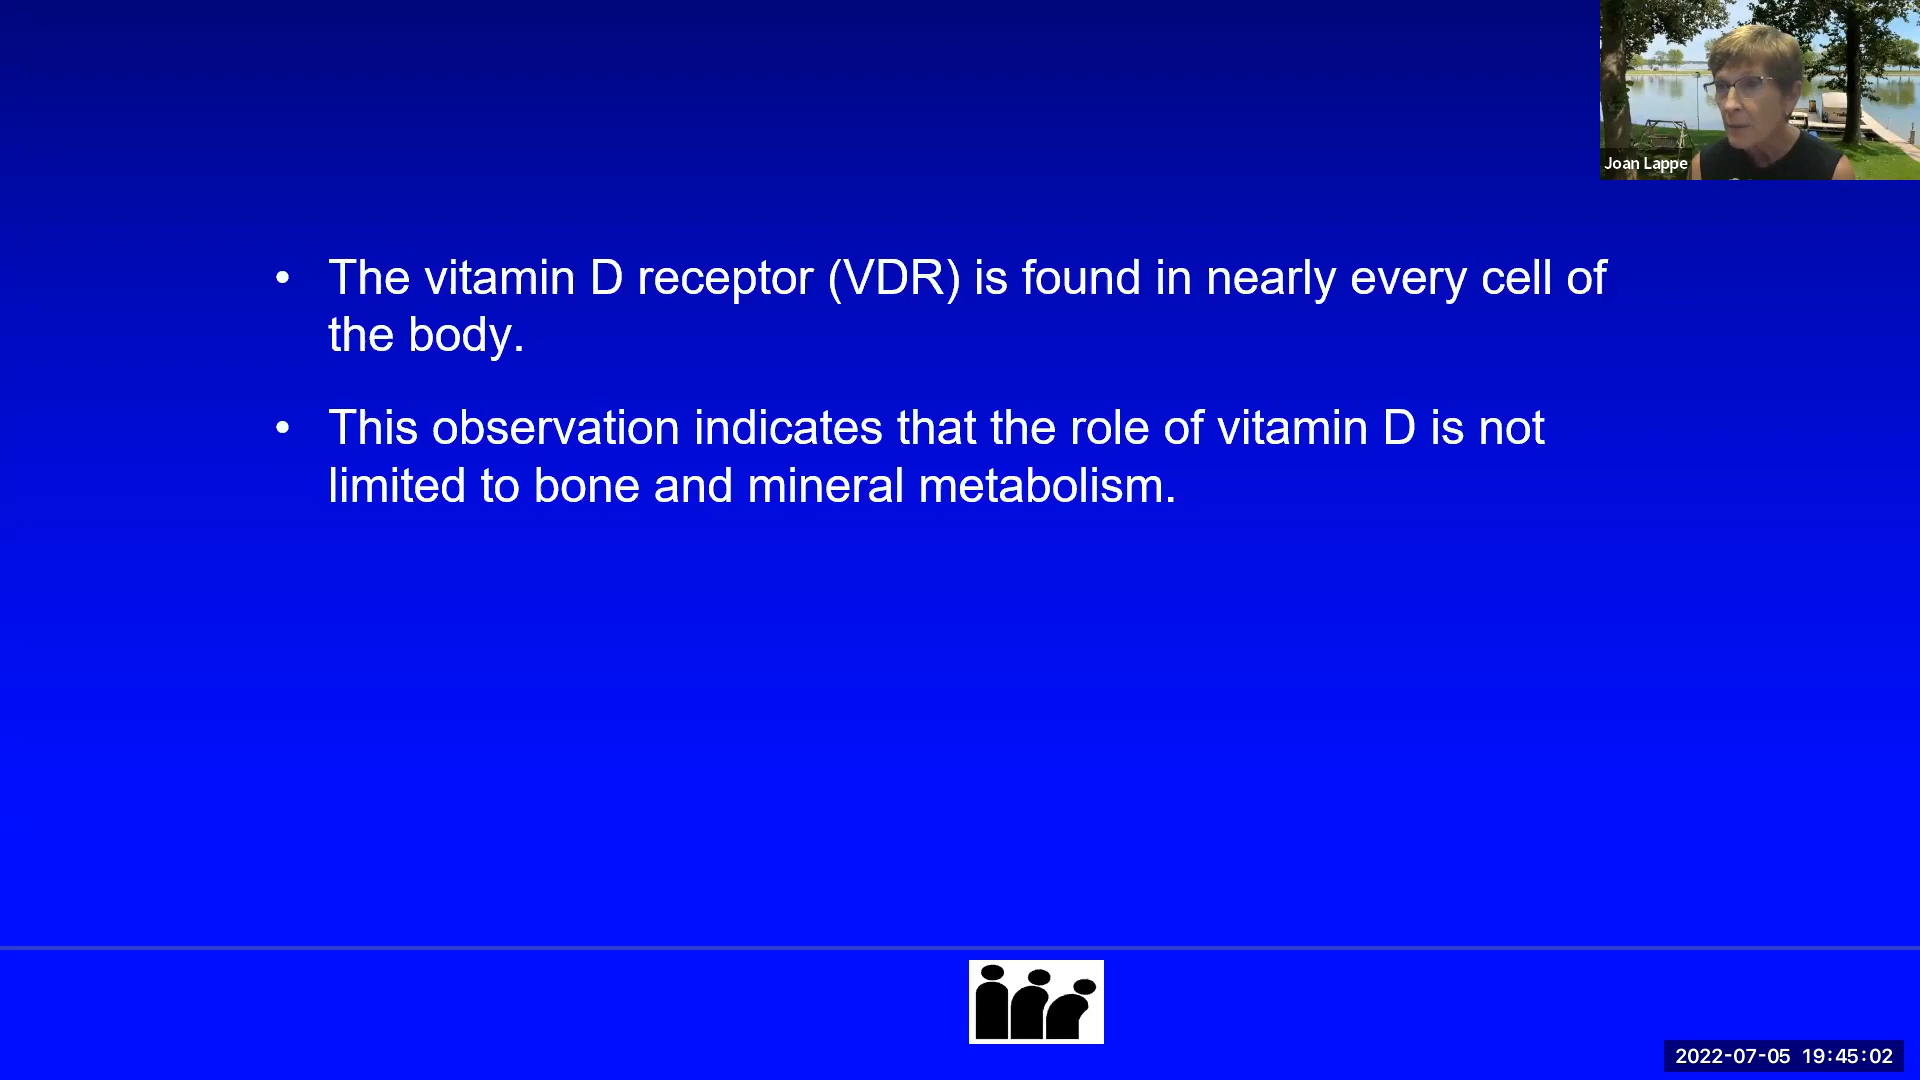 Joan Lappe
• The vitamin D receptor (VDR) is found in nearly every cell of
the body.
• This observation indicates that the role of vitamin D is not
limited to bone and mineral metabolism.
2022-07-05 19:45:02